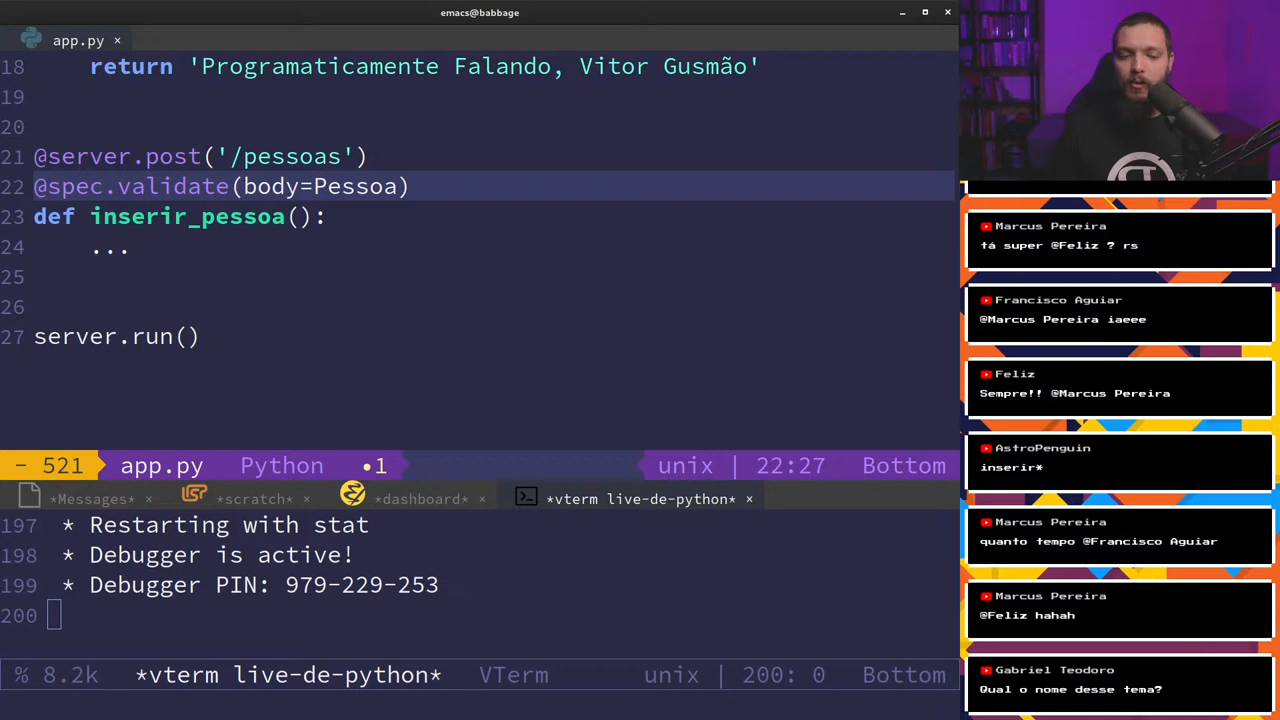 emacs@babbage
app.py ×
18 return 'Programaticamente Falando, Vitor Gusmão'
19
20
21 @server.post('/pessoas')
22 @spec.validate(body=Pessoa)
23 def inserir_pessoa():
24 ...
25
26
27 server.run()
- 521 app.py Python •1 unix | 22:27 Bottom
*Messages* × *scratch* × *dashboard* × *vterm live-de-python* ×
197 * Restarting with stat
198 * Debugger is active!
199 * Debugger PIN: 979-229-253
200
% 8.2k *vterm live-de-python* VTerm unix | 200: 0 Bottom
Marcus Pereira
tá super @Feliz ? rs
Francisco Aguiar
@Marcus Pereira iaeee
Feliz
Sempre!! @Marcus Pereira
AstroPenguin
inserir*
Marcus Pereira
quanto tempo @Francisco Aguiar
Marcus Pereira
@Feliz hahah
Gabriel Teodoro
Qual o nome desse tema?